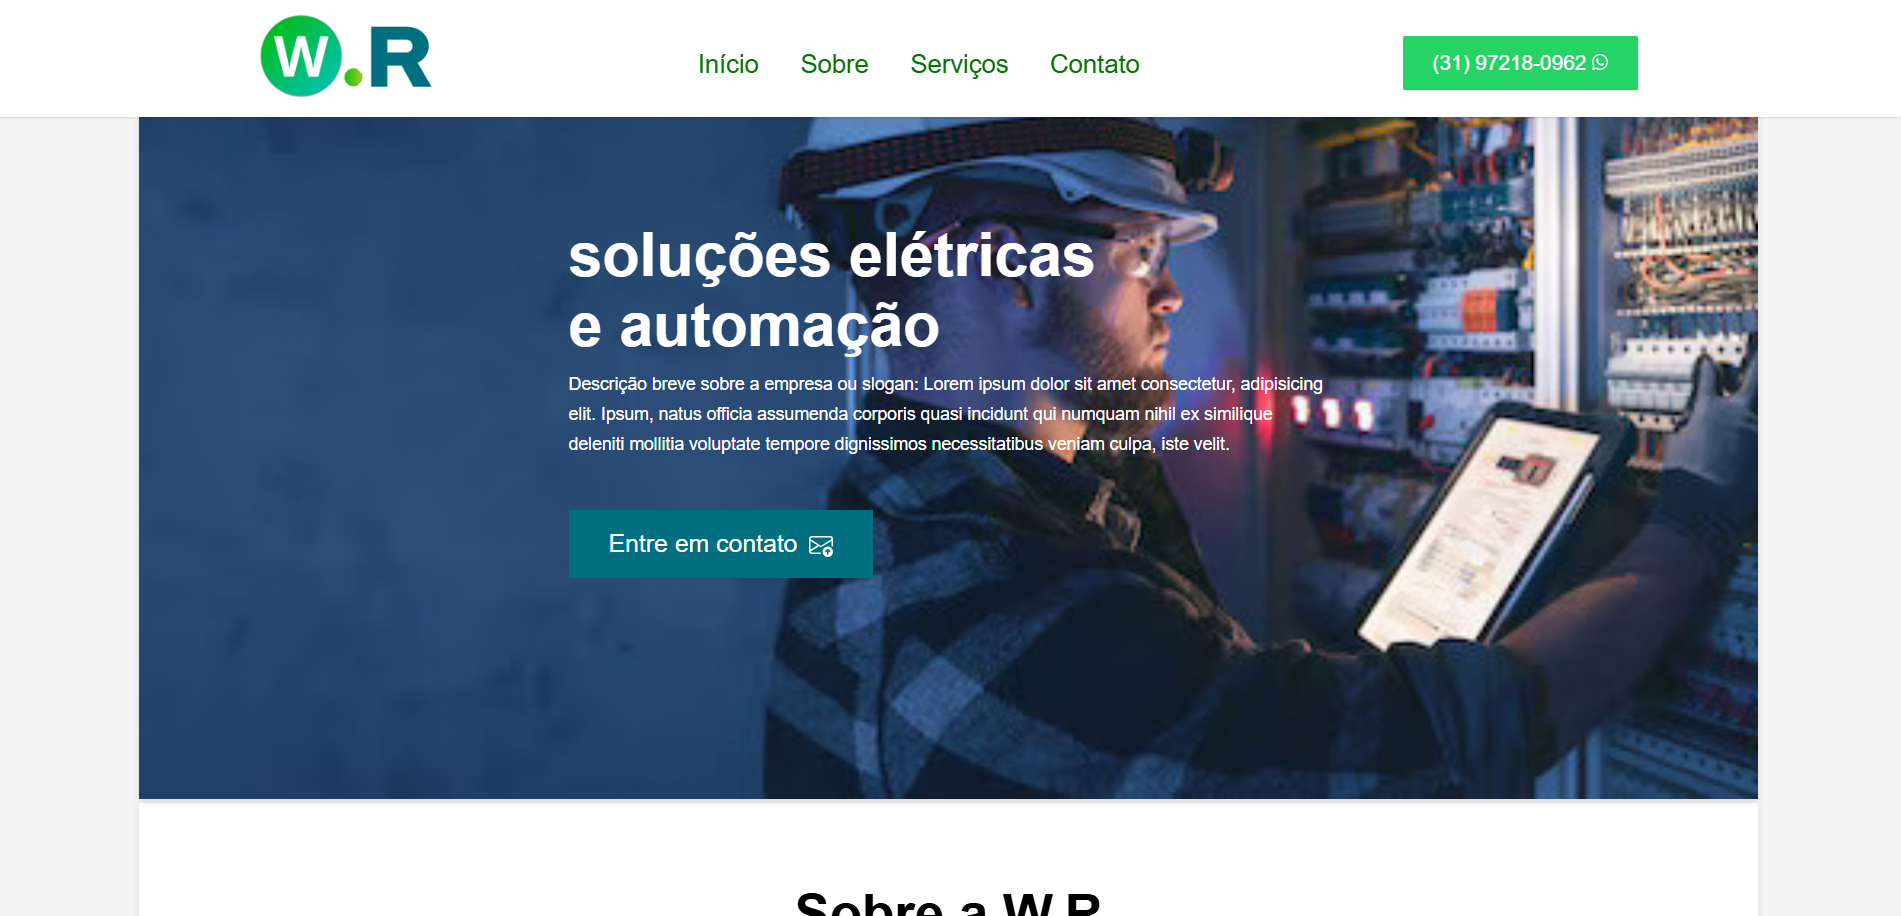 W.R
Início Sobre Serviços Contato
(31) 97218-0962
soluções elétricas
e automação
Descrição breve sobre a empresa ou slogan: Lorem ipsum dolor sit amet consectetur, adipisicing
elit. Ipsum, natus officia assumenda corporis quasi incidunt qui numquam nihil ex similique
deleniti mollitia voluptate tempore dignissimos necessitatibus veniam culpa, iste velit.
Entre em contato
Sobre a W.R